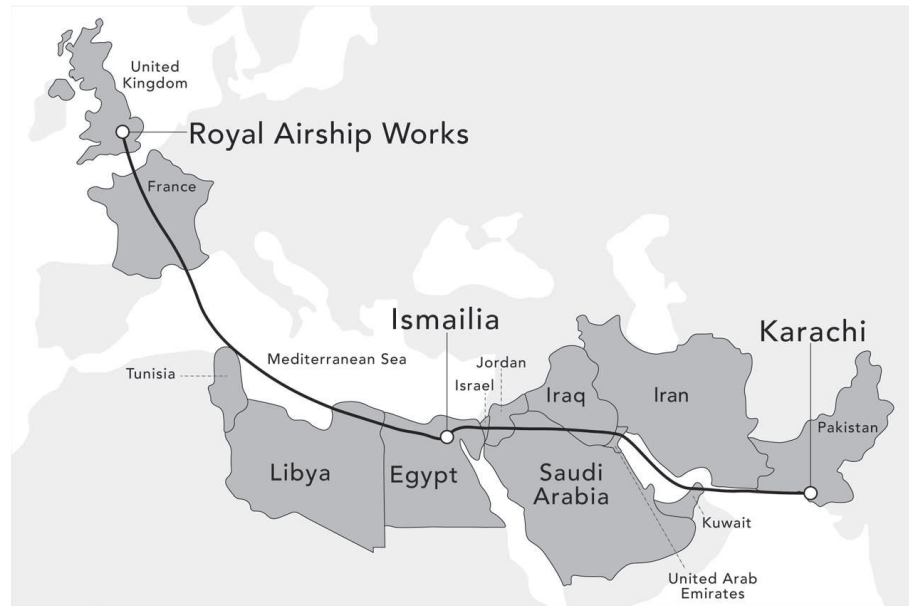 United
Kingdom
Royal Airship Works
France
Ismailia
Karachi
Mediterranean Sea
Jordan
Tunisia
Israel
Iraq
Iran
Pakistan
Libya
Egypt
Saudi
Arabia
Kuwait
United Arab
Emirates